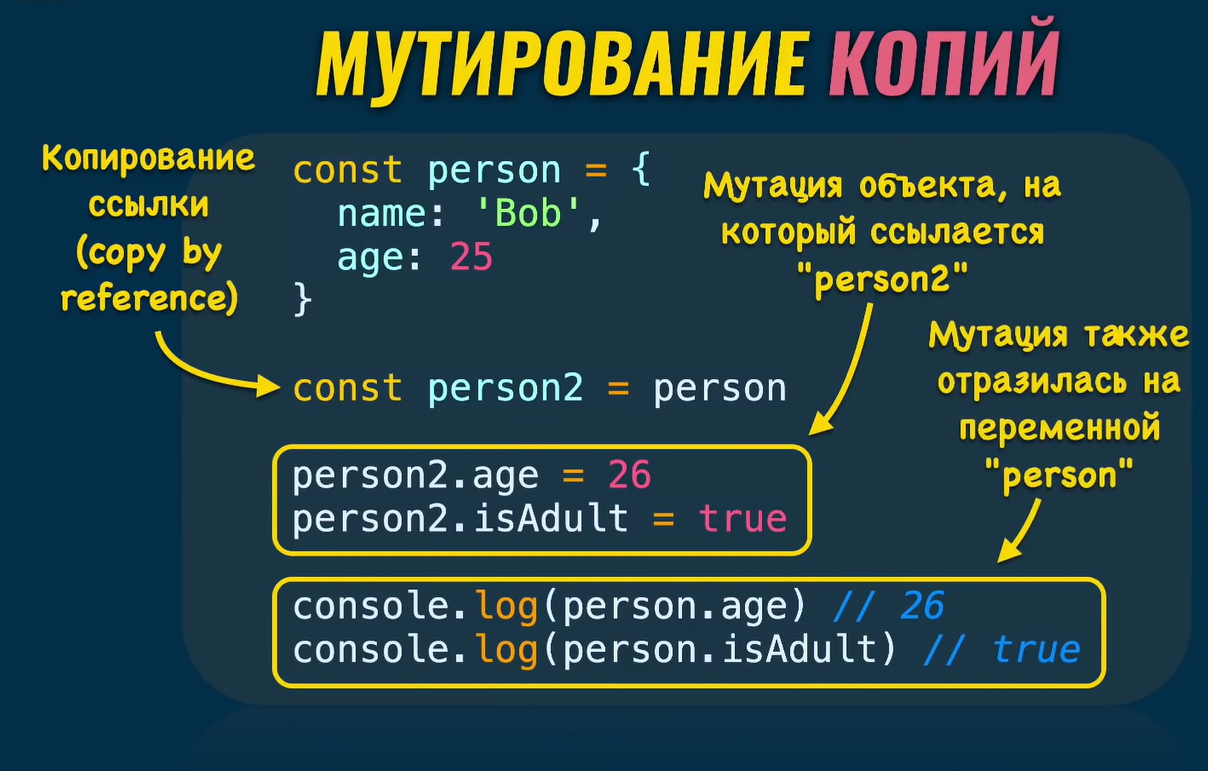 МУТИРОВАНИЕ КОПИЙ
Копирование
ссылки
(copy by
reference)
const person = {
name: 'Bob',
age: 25
}
Мутация объекта, на
который ссылается
"person2"
Мутация также
отразилась на
переменной
"person"
const person2 = person
person2.age = 26
person2.isAdult = true
console.log(person.age) // 26
console.log(person.isAdult) // true